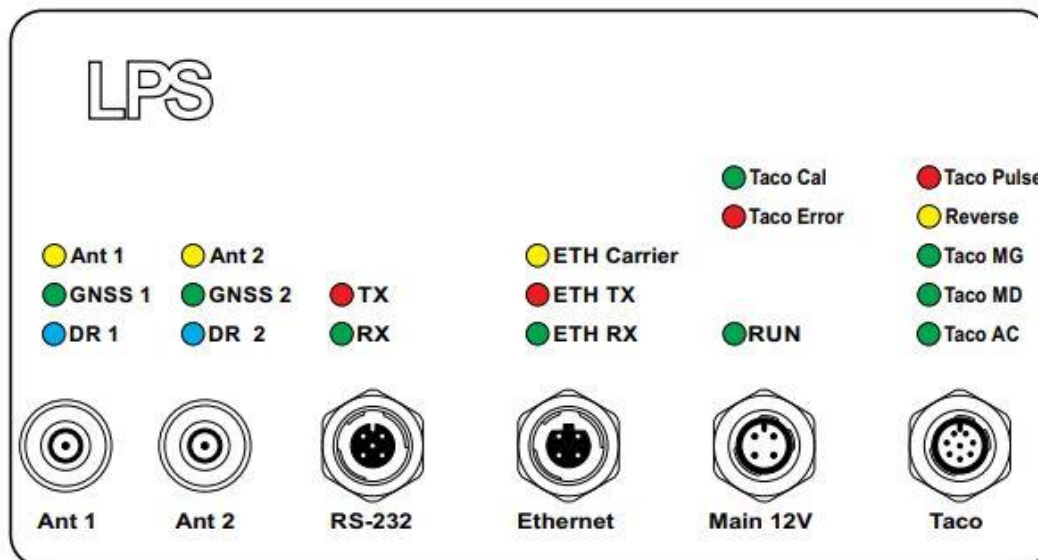 LPS
Taco Cal Taco Pulse
Taco Error Reverse
Ant 1 Ant 2 ETH Carrier Taco MG
GNSS 1 GNSS 2 TX ETH TX Taco MD
DR 1 DR 2 RX ETH RX RUN Taco AC
Ant 1 Ant 2 RS-232 Ethernet Main 12V Taco